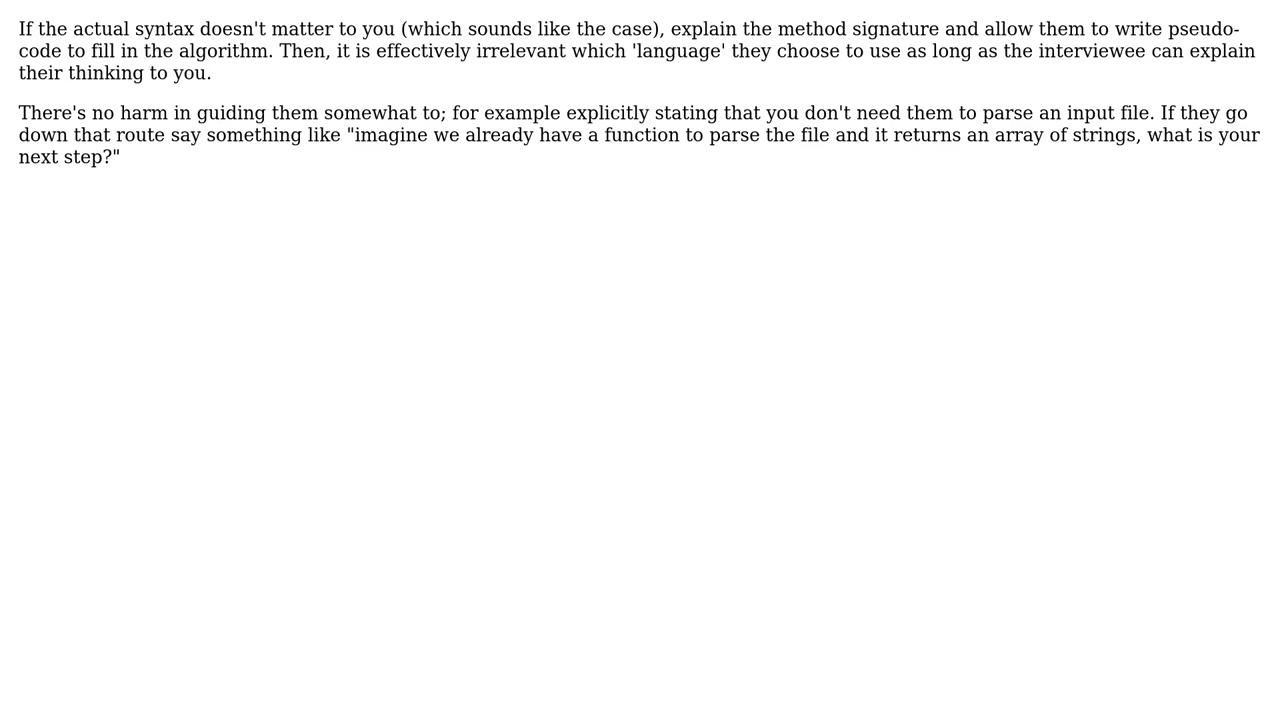 If the actual syntax doesn't matter to you (which sounds like the case), explain the method signature and allow them to write pseudo-
code to fill in the algorithm. Then, it is effectively irrelevant which 'language' they choose to use as long as the interviewee can explain
their thinking to you.
There's no harm in guiding them somewhat to; for example explicitly stating that you don't need them to parse an input file. If they go
down that route say something like "imagine we already have a function to parse the file and it returns an array of strings, what is your
next step?"